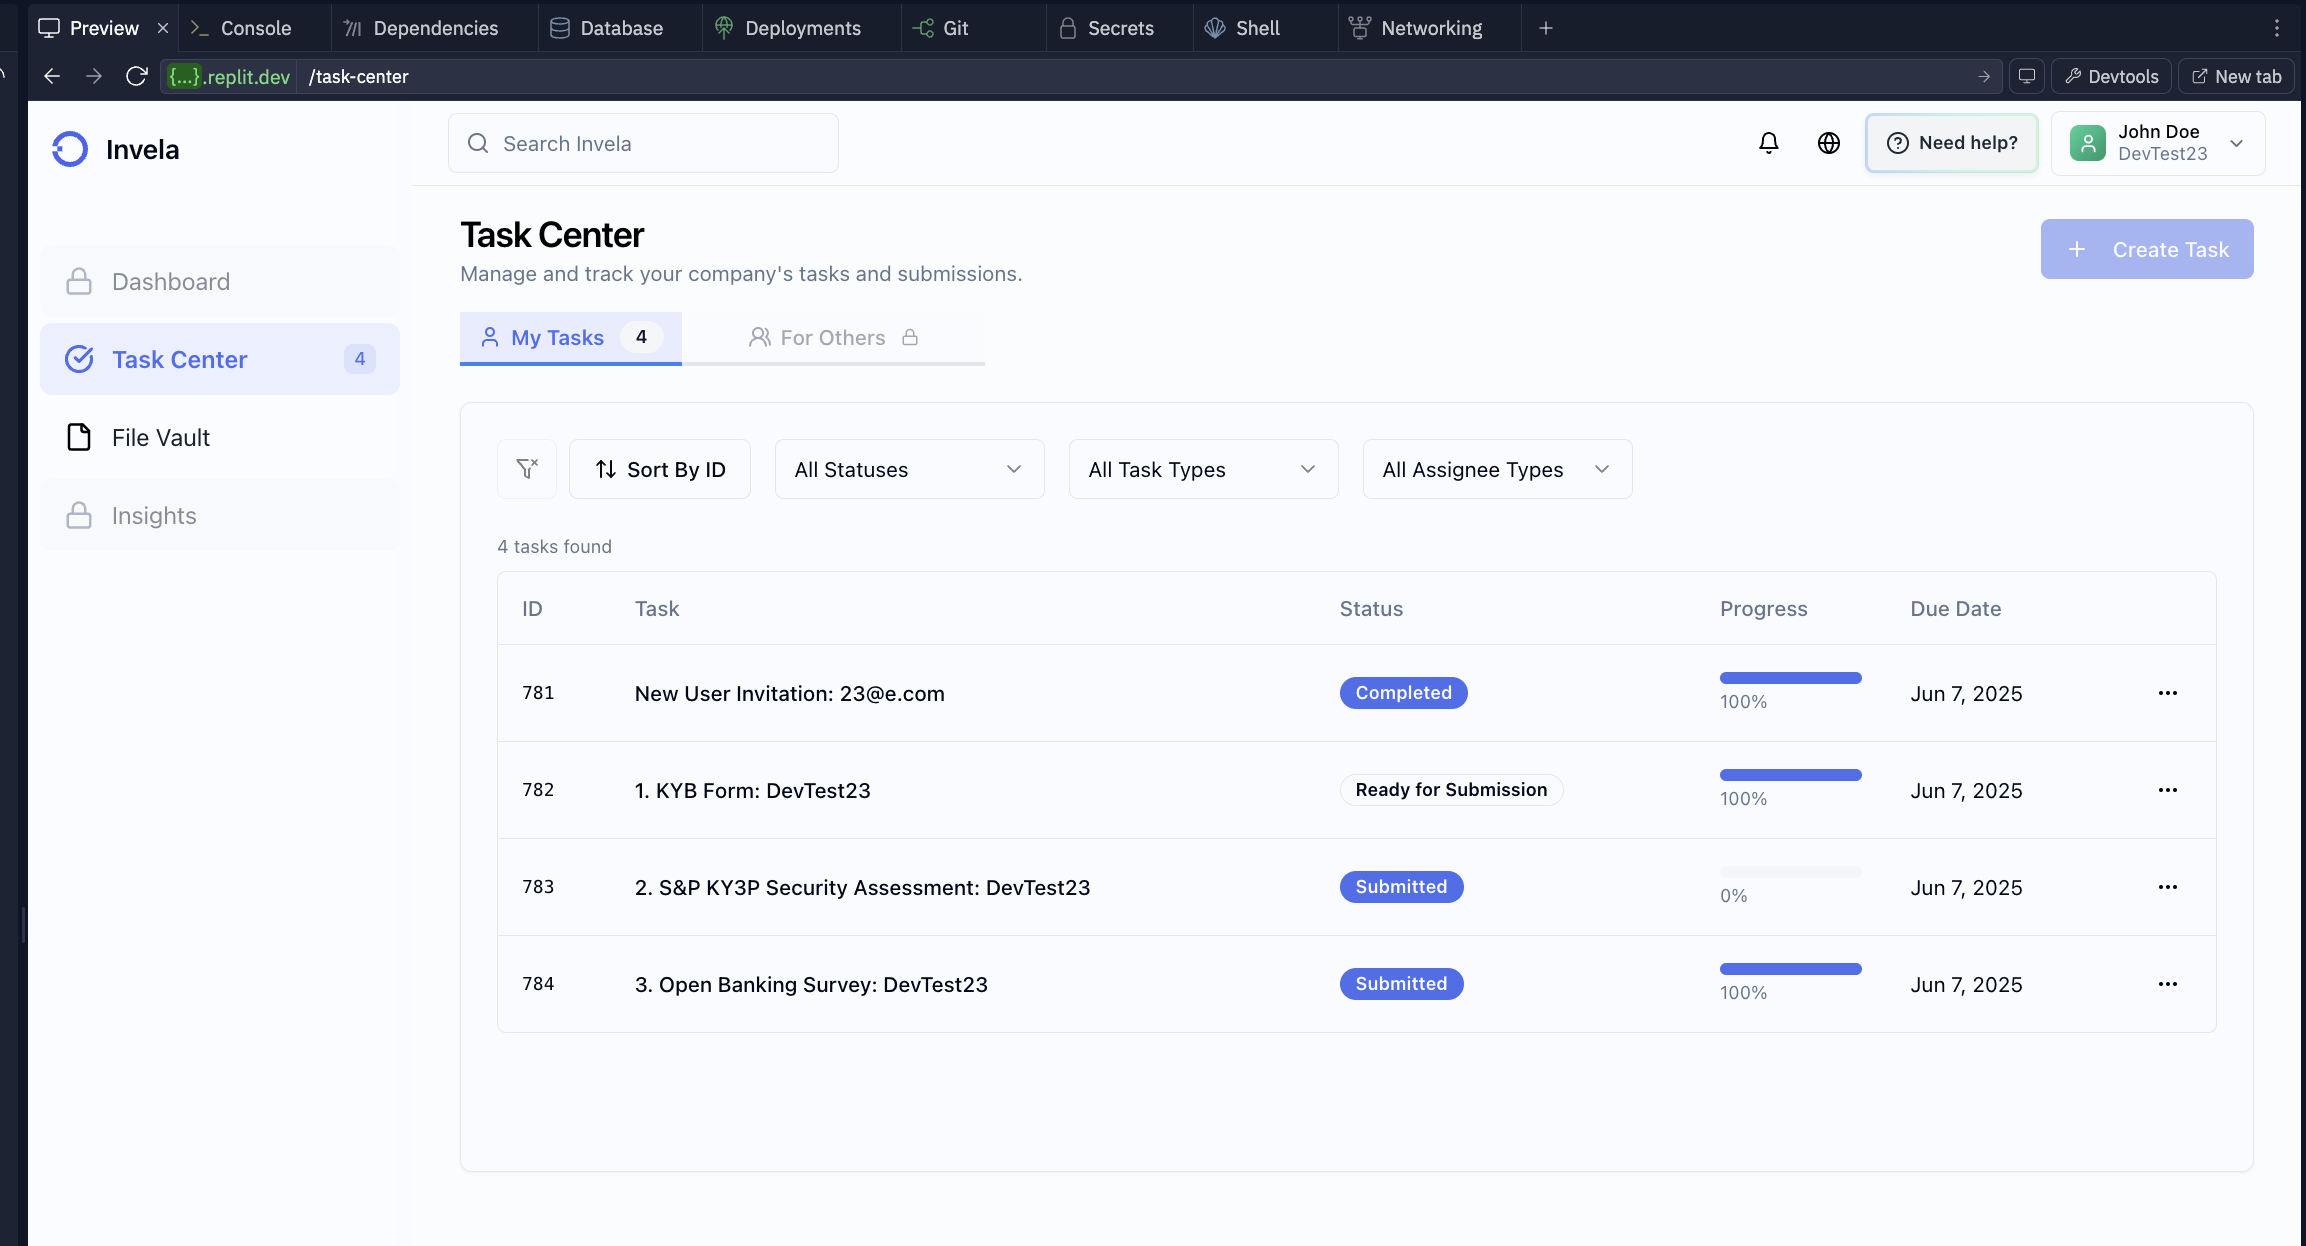 Preview
Console
Dependencies
Database
Deployments
Git
Secrets
Shell
Networking
{...}.replit.dev /task-center
Devtools
New tab
Invela
Search Invela
Need help?
John Doe
DevTest23
Dashboard
Task Center 4
File Vault
Insights
Task Center
Manage and track your company's tasks and submissions.
Create Task
My Tasks 4
For Others
Sort By ID
All Statuses
All Task Types
All Assignee Types
4 tasks found
ID Task Status Progress Due Date
781 New User Invitation: 23@e.com Completed 100% Jun 7, 2025
782 1. KYB Form: DevTest23 Ready for Submission 100% Jun 7, 2025
783 2. S&P KY3P Security Assessment: DevTest23 Submitted 0% Jun 7, 2025
784 3. Open Banking Survey: DevTest23 Submitted 100% Jun 7, 2025